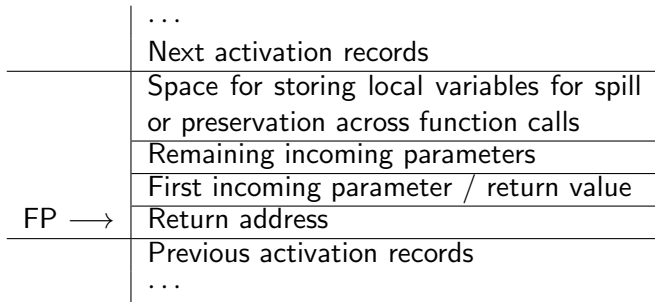 ...
Next activation records
Space for storing local variables for spill
or preservation across function calls
Remaining incoming parameters
First incoming parameter / return value
FP ⟶ Return address
Previous activation records
...